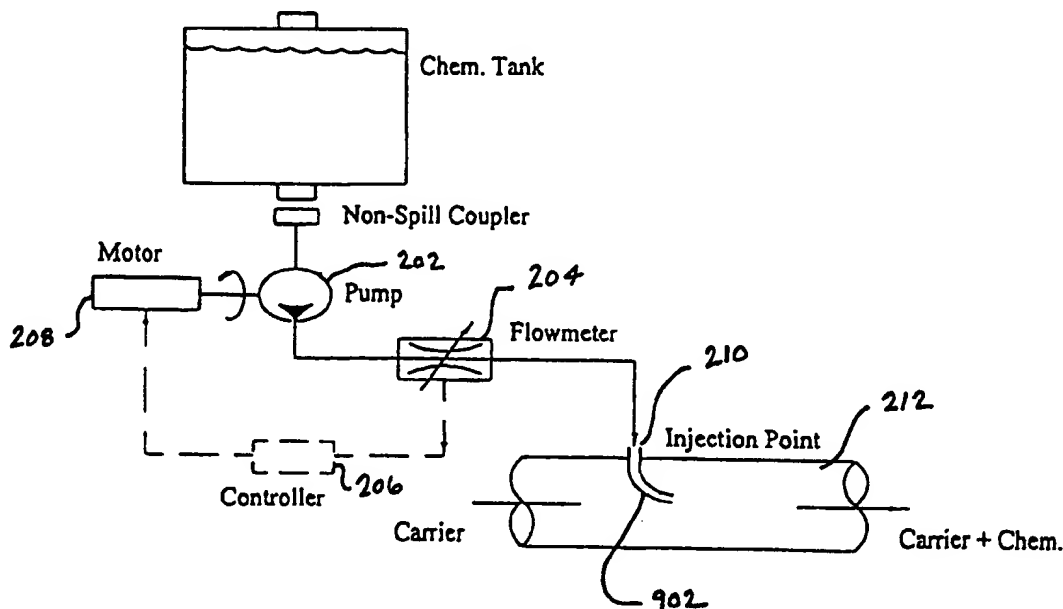 Chem. Tank
Non-Spill Coupler
Motor
202
204
Pump
Flowmeter
208
210
212
Injection Point
206
Controller
Carrier
Carrier + Chem.
902